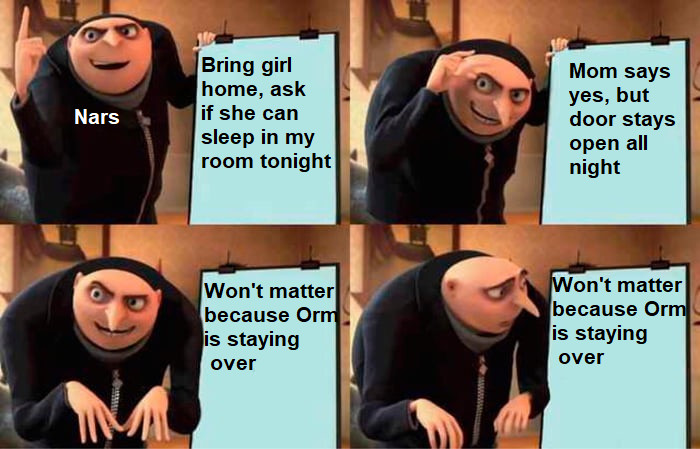 Nars
Bring girl
home, ask
if she can
sleep in my
room tonight
Mom says
yes, but
door stays
open all
night
Won't matter
because Orm
is staying
over
Won't matter
because Orm
is staying
over